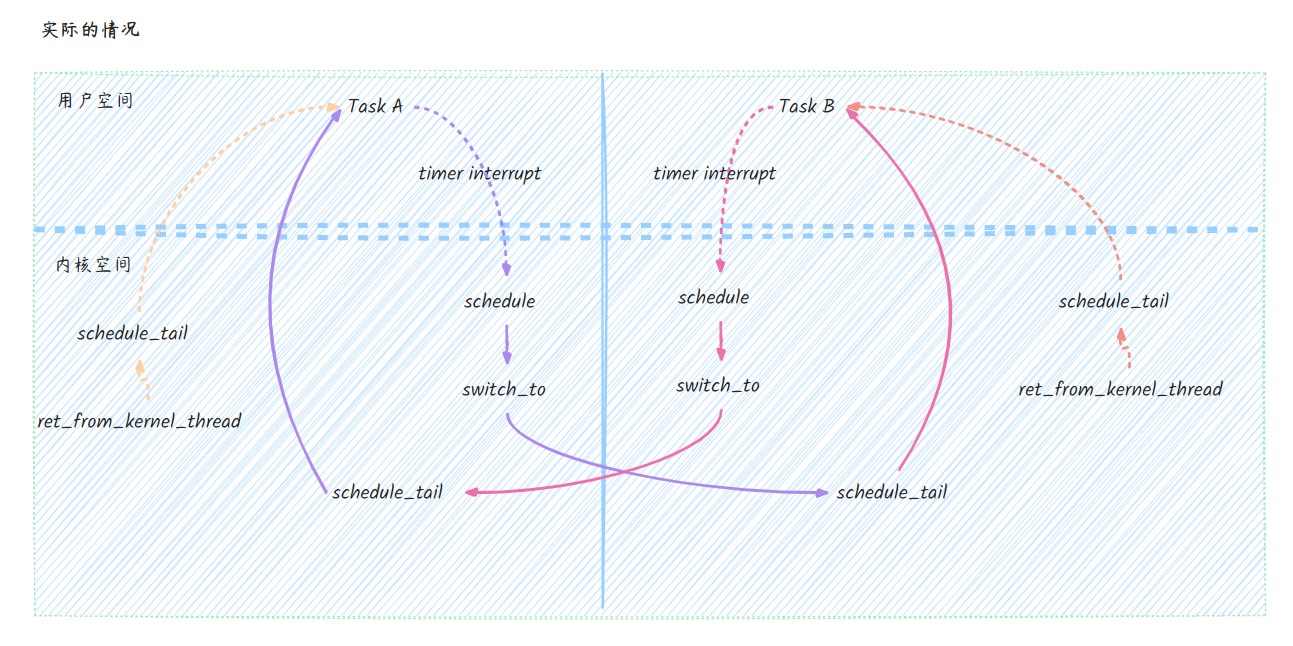 实际的情况
用户空间
Task A
Task B
timer interrupt
timer interrupt
内核空间
schedule
schedule
schedule_tail
schedule_tail
switch_to
switch_to
ret_from_kernel_thread
ret_from_kernel_thread
schedule_tail
schedule_tail